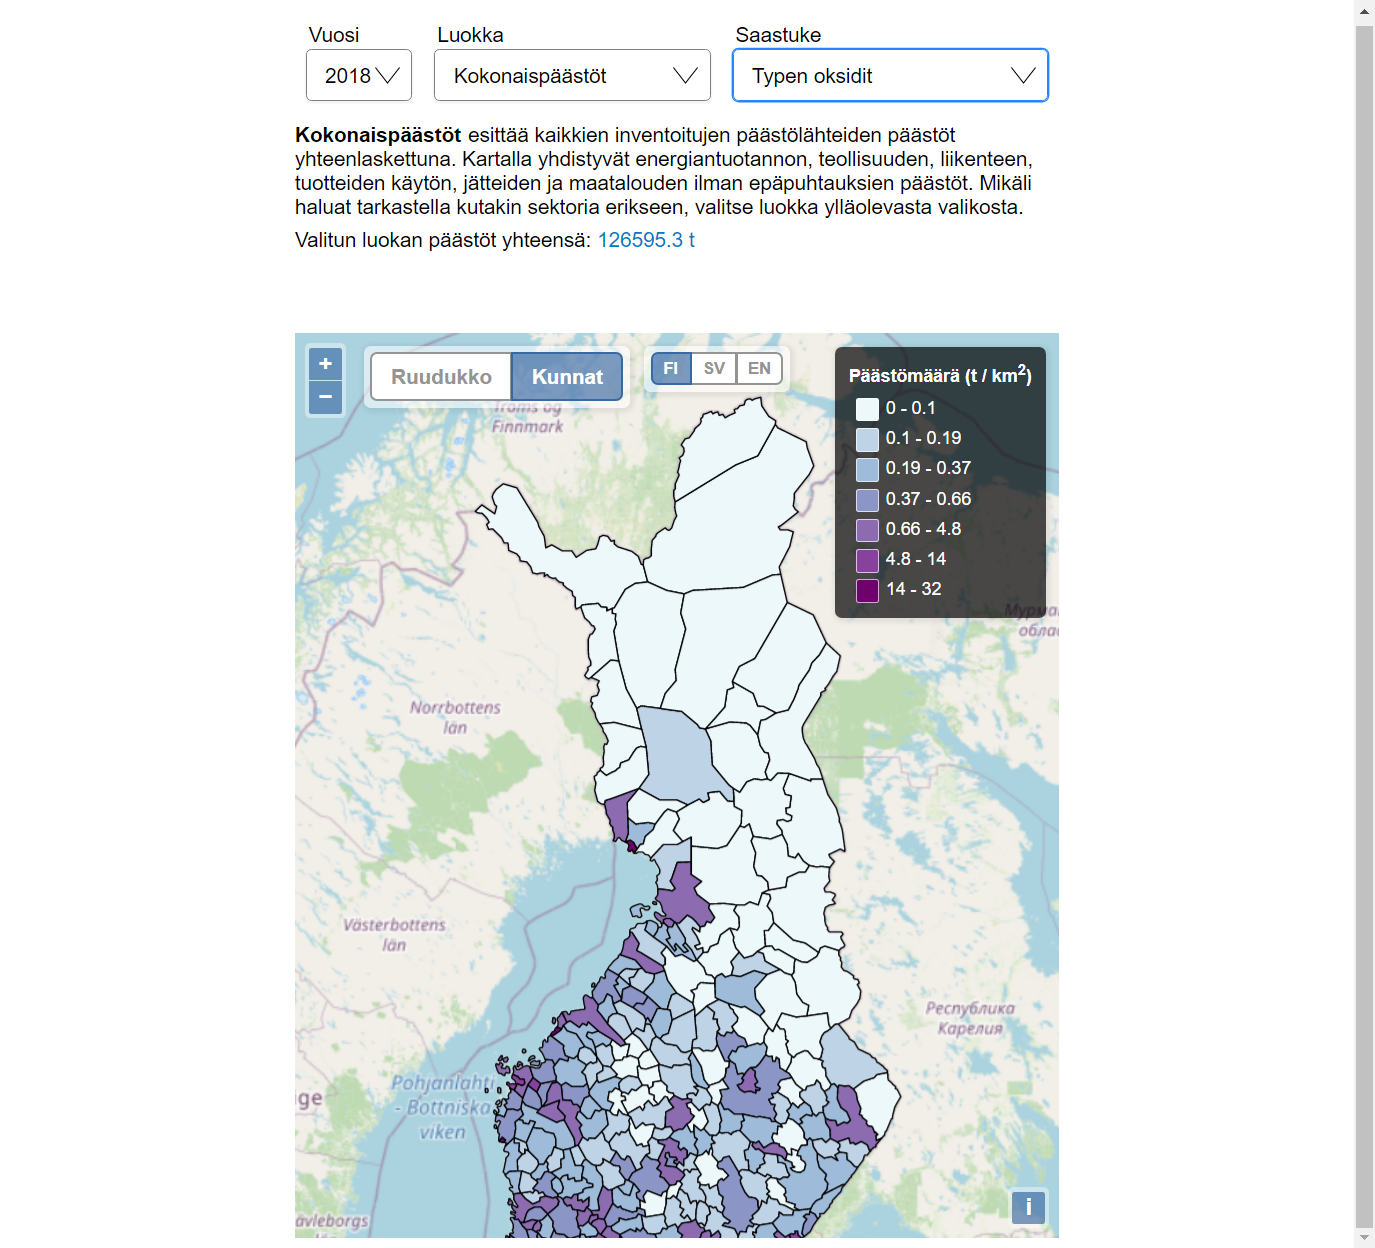 Vuosi
Luokka
Saastuke
2018
Kokonaispäästöt
Typen oksidit
Kokonaispäästöt esittää kaikkien inventoitujen päästölähteiden päästöt
yhteenlaskettuna. Kartalla yhdistyvät energiantuotannon, teollisuuden, liikenteen,
tuotteiden käytön, jätteiden ja maatalouden ilman epäpuhtauksien päästöt. Mikäli
haluat tarkastella kutakin sektoria erikseen, valitse luokka ylläolevasta valikosta.
Valitun luokan päästöt yhteensä: 126595.3 t
+
−
Ruudukko
Kunnat
FI
SV
EN
Päästömäärä (t / km²)
0 - 0.1
0.1 - 0.19
0.19 - 0.37
0.37 - 0.66
0.66 - 4.8
4.8 - 14
14 - 32
Troms og
Finnmark
Мурма
облас
Norrbottens
län
Västerbottens
län
Республика
Карелия
Pohjanlahti
- Bottniska
viken
ge
ävleborgs
i